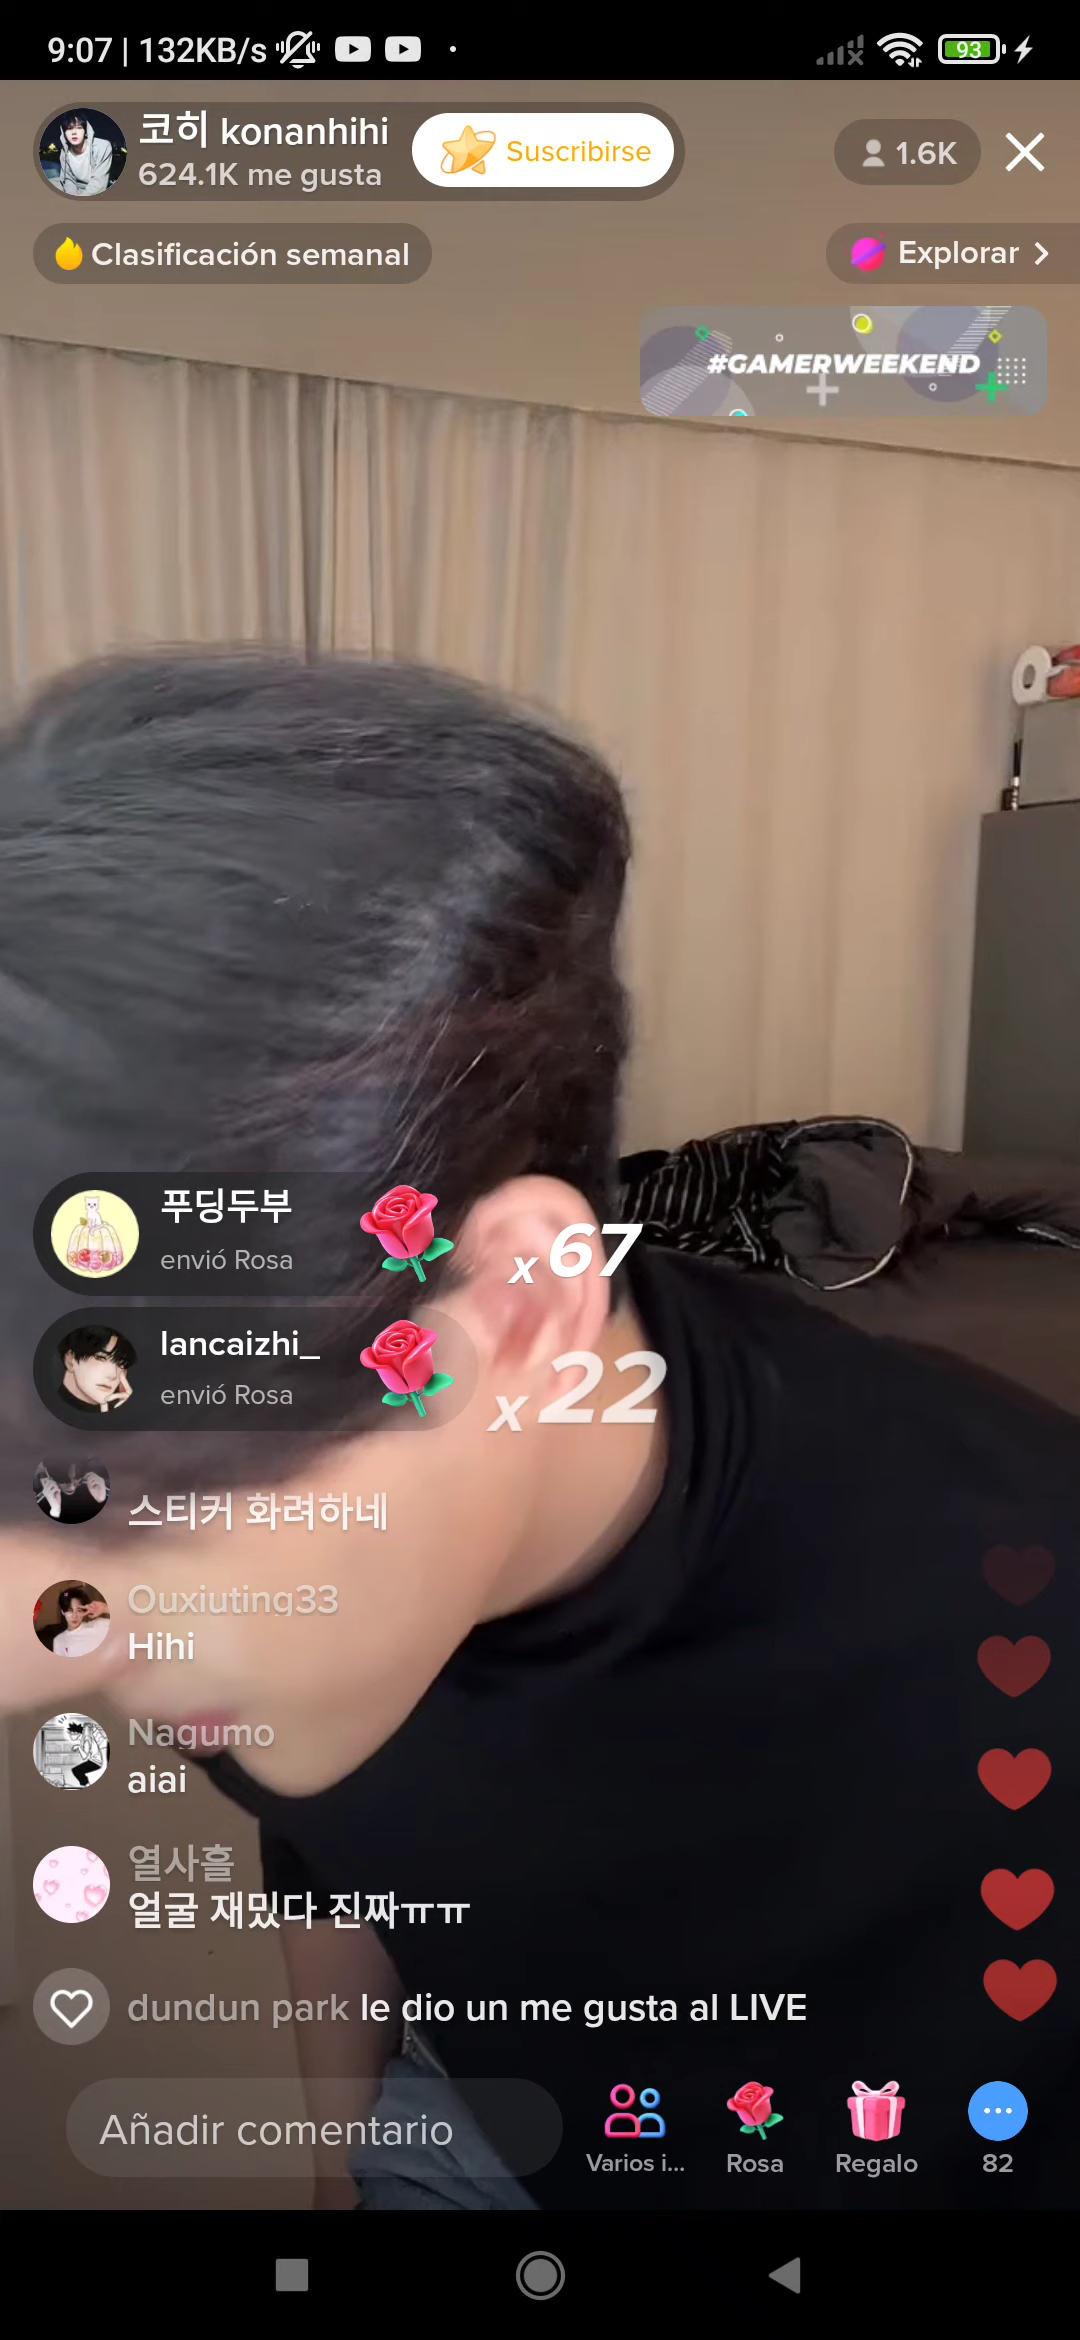 9:07 | 132KB/s
93
코히 konanhihi
624.1K me gusta
Suscribirse
1.6K
Clasificación semanal
Explorar
#GAMERWEEKEND
푸딩두부
envió Rosa
x67
lancaizhi_
envió Rosa
x22
스티커 화려하네
Ouxiuting33
Hihi
Nagumo
aiai
열사흘
얼굴 재밌다 진짜ㅠㅠ
dundun park le dio un me gusta al LIVE
Añadir comentario
Varios i...
Rosa
Regalo
82